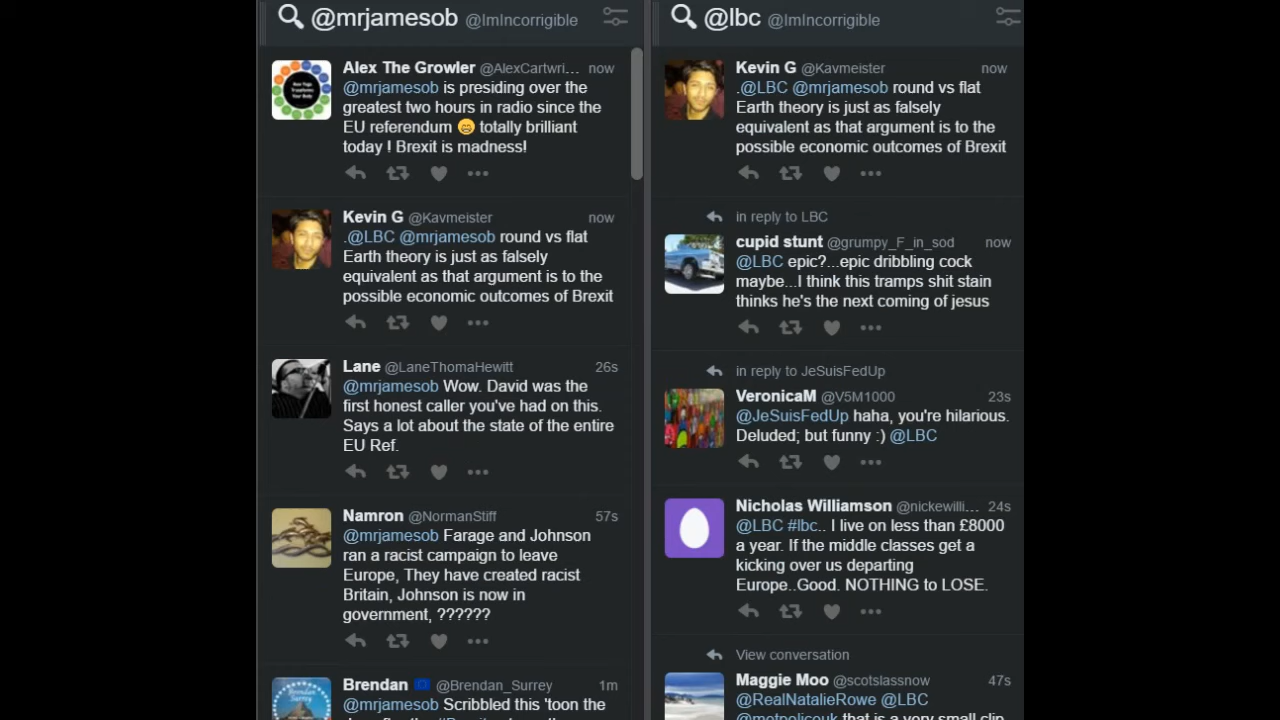 @mrjamesob @ImIncorrigible
Alex The Growler @AlexCartwri... now
@mrjamesob is presiding over the
greatest two hours in radio since the
EU referendum 😁 totally brilliant
today ! Brexit is madness!
Kevin G @Kavmeister now
.@LBC @mrjamesob round vs flat
Earth theory is just as falsely
equivalent as that argument is to the
possible economic outcomes of Brexit
Lane @LaneThomaHewitt 26s
@mrjamesob Wow. David was the
first honest caller you've had on this.
Says a lot about the state of the entire
EU Ref.
Namron @NormanStiff 57s
@mrjamesob Farage and Johnson
ran a racist campaign to leave
Europe, They have created racist
Britain, Johnson is now in
government, ??????
Brendan 🇪🇺 @Brendan_Surrey 1m
@mrjamesob Scribbled this 'toon the
@lbc @ImIncorrigible
Kevin G @Kavmeister now
.@LBC @mrjamesob round vs flat
Earth theory is just as falsely
equivalent as that argument is to the
possible economic outcomes of Brexit
in reply to LBC
cupid stunt @grumpy_F_in_sod now
@LBC epic?...epic dribbling cock
maybe...I think this tramps shit stain
thinks he's the next coming of jesus
in reply to JeSuisFedUp
VeronicaM @V5M1000 23s
@JeSuisFedUp haha, you're hilarious.
Deluded; but funny :) @LBC
Nicholas Williamson @nickewilli... 24s
@LBC #lbc.. I live on less than £8000
a year. If the middle classes get a
kicking over us departing
Europe..Good. NOTHING to LOSE.
View conversation
Maggie Moo @scotslassnow 47s
@RealNatalieRowe @LBC
@metpoliceuk that is a very small clip